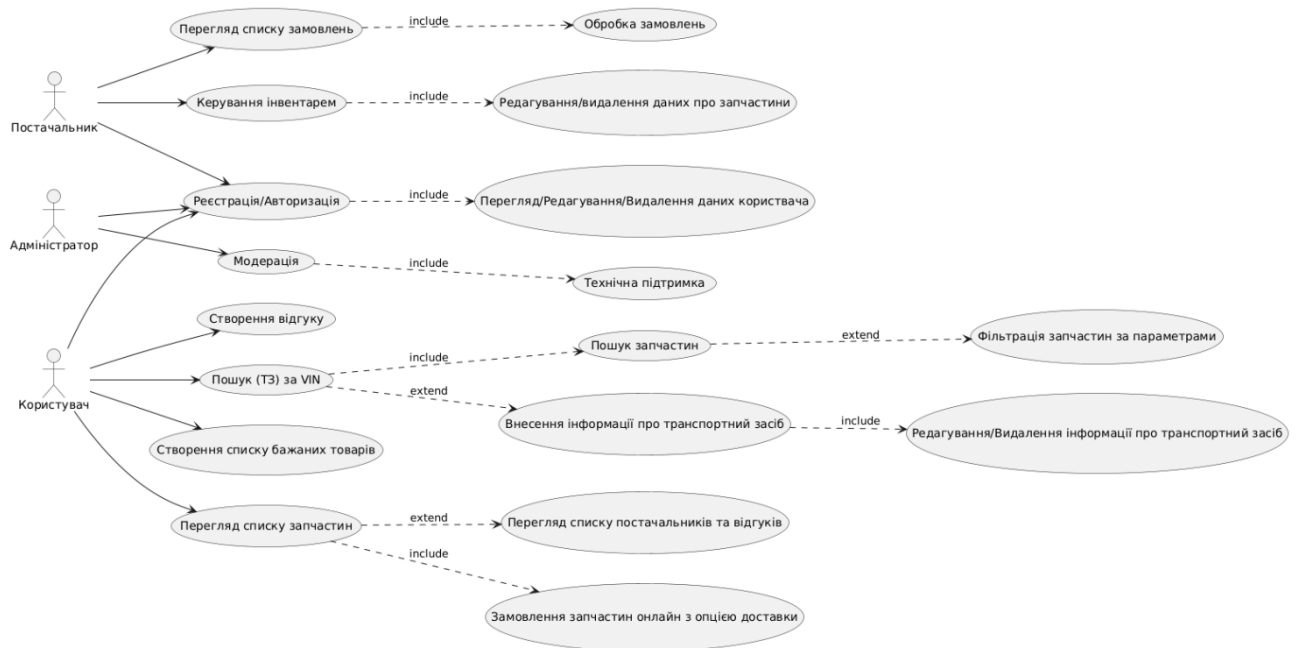 Перегляд списку замовлень
include
Обробка замовлень
Постачальник
Керування інвентарем
include
Редагування/видалення даних про запчастини
Реєстрація/Авторизація
include
Перегляд/Редагування/Видалення даних користвача
Адміністратор
Модерація
include
Технічна підтримка
Створення відгуку
Користувач
Пошук (ТЗ) за VIN
include
Пошук запчастин
extend
Фільтрація запчастин за параметрами
extend
Внесення інформації про транспортний засіб
include
Редагування/Видалення інформації про транспортний засіб
Створення списку бажаних товарів
Перегляд списку запчастин
extend
Перегляд списку постачальників та відгуків
include
Замовлення запчастин онлайн з опцією доставки